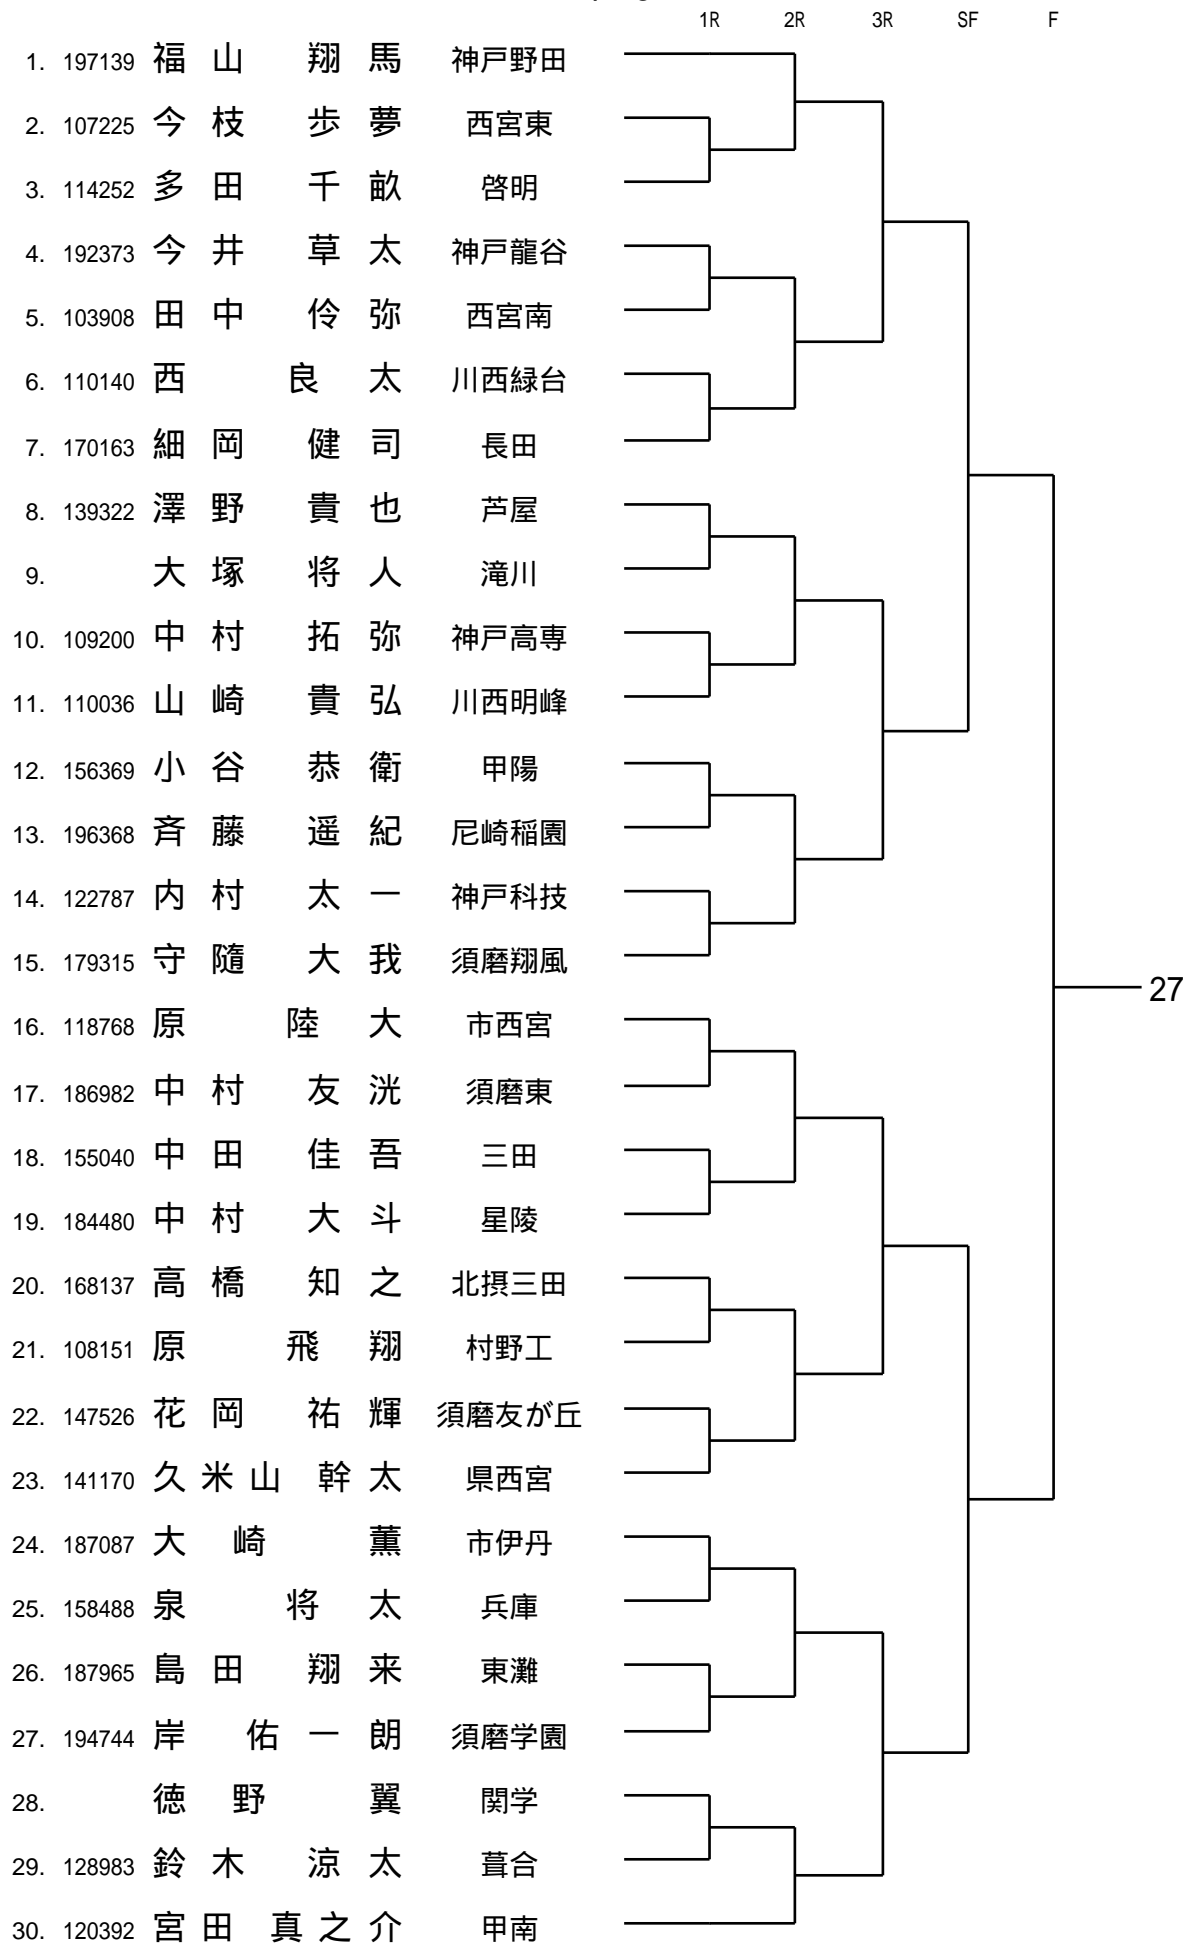 1R 2R 3R SF F
1. 197139 福山 翔馬 神戸野田
2. 107225 今枝 歩夢 西宮東
3. 114252 多田 千畝 啓明
4. 192373 今井 草太 神戸龍谷
5. 103908 田中 伶弥 西宮南
6. 110140 西 良太 川西緑台
7. 170163 細岡 健司 長田
8. 139322 澤野 貴也 芦屋
9. 大塚 将人 滝川
10. 109200 中村 拓弥 神戸高専
11. 110036 山崎 貴弘 川西明峰
12. 156369 小谷 恭衛 甲陽
13. 196368 斉藤 遥紀 尼崎稲園
14. 122787 内村 太一 神戸科技
15. 179315 守隨 大我 須磨翔風
27
16. 118768 原 陸大 市西宮
17. 186982 中村 友洸 須磨東
18. 155040 中田 佳吾 三田
19. 184480 中村 大斗 星陵
20. 168137 高橋 知之 北摂三田
21. 108151 原 飛翔 村野工
22. 147526 花岡 祐輝 須磨友が丘
23. 141170 久米山 幹太 県西宮
24. 187087 大崎 薫 市伊丹
25. 158488 泉 将太 兵庫
26. 187965 島田 翔来 東灘
27. 194744 岸 佑一朗 須磨学園
28. 徳野 翼 関学
29. 128983 鈴木 涼太 葺合
30. 120392 宮田 真之介 甲南